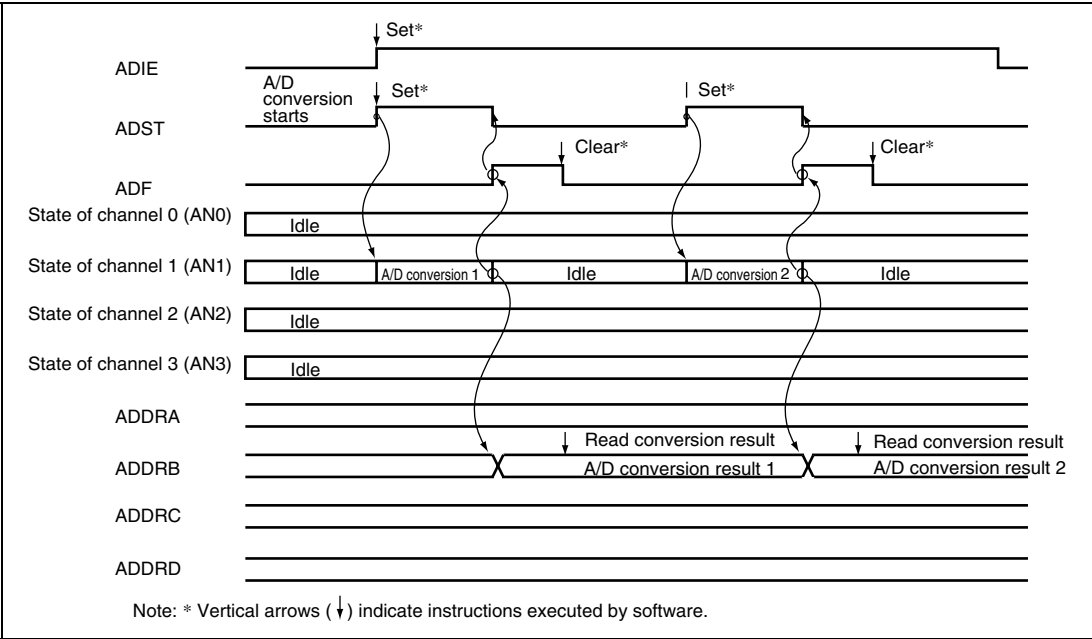 Set*
ADIE
A/D
conversion
starts
Set*
Set*
ADST
Clear*
Clear*
ADF
State of channel 0 (AN0)
Idle
State of channel 1 (AN1)
Idle
A/D conversion 1
Idle
A/D conversion 2
Idle
State of channel 2 (AN2)
Idle
State of channel 3 (AN3)
Idle
ADDRA
Read conversion result
Read conversion result
ADDRB
A/D conversion result 1
A/D conversion result 2
ADDRC
ADDRD
Note: * Vertical arrows (↓) indicate instructions executed by software.